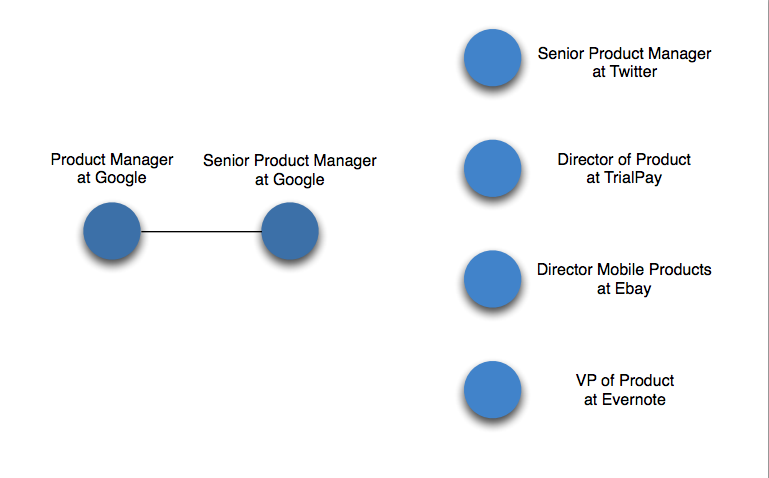 Product Manager
at Google
Senior Product Manager
at Google
Senior Product Manager
at Twitter
Director of Product
at TrialPay
Director Mobile Products
at Ebay
VP of Product
at Evernote